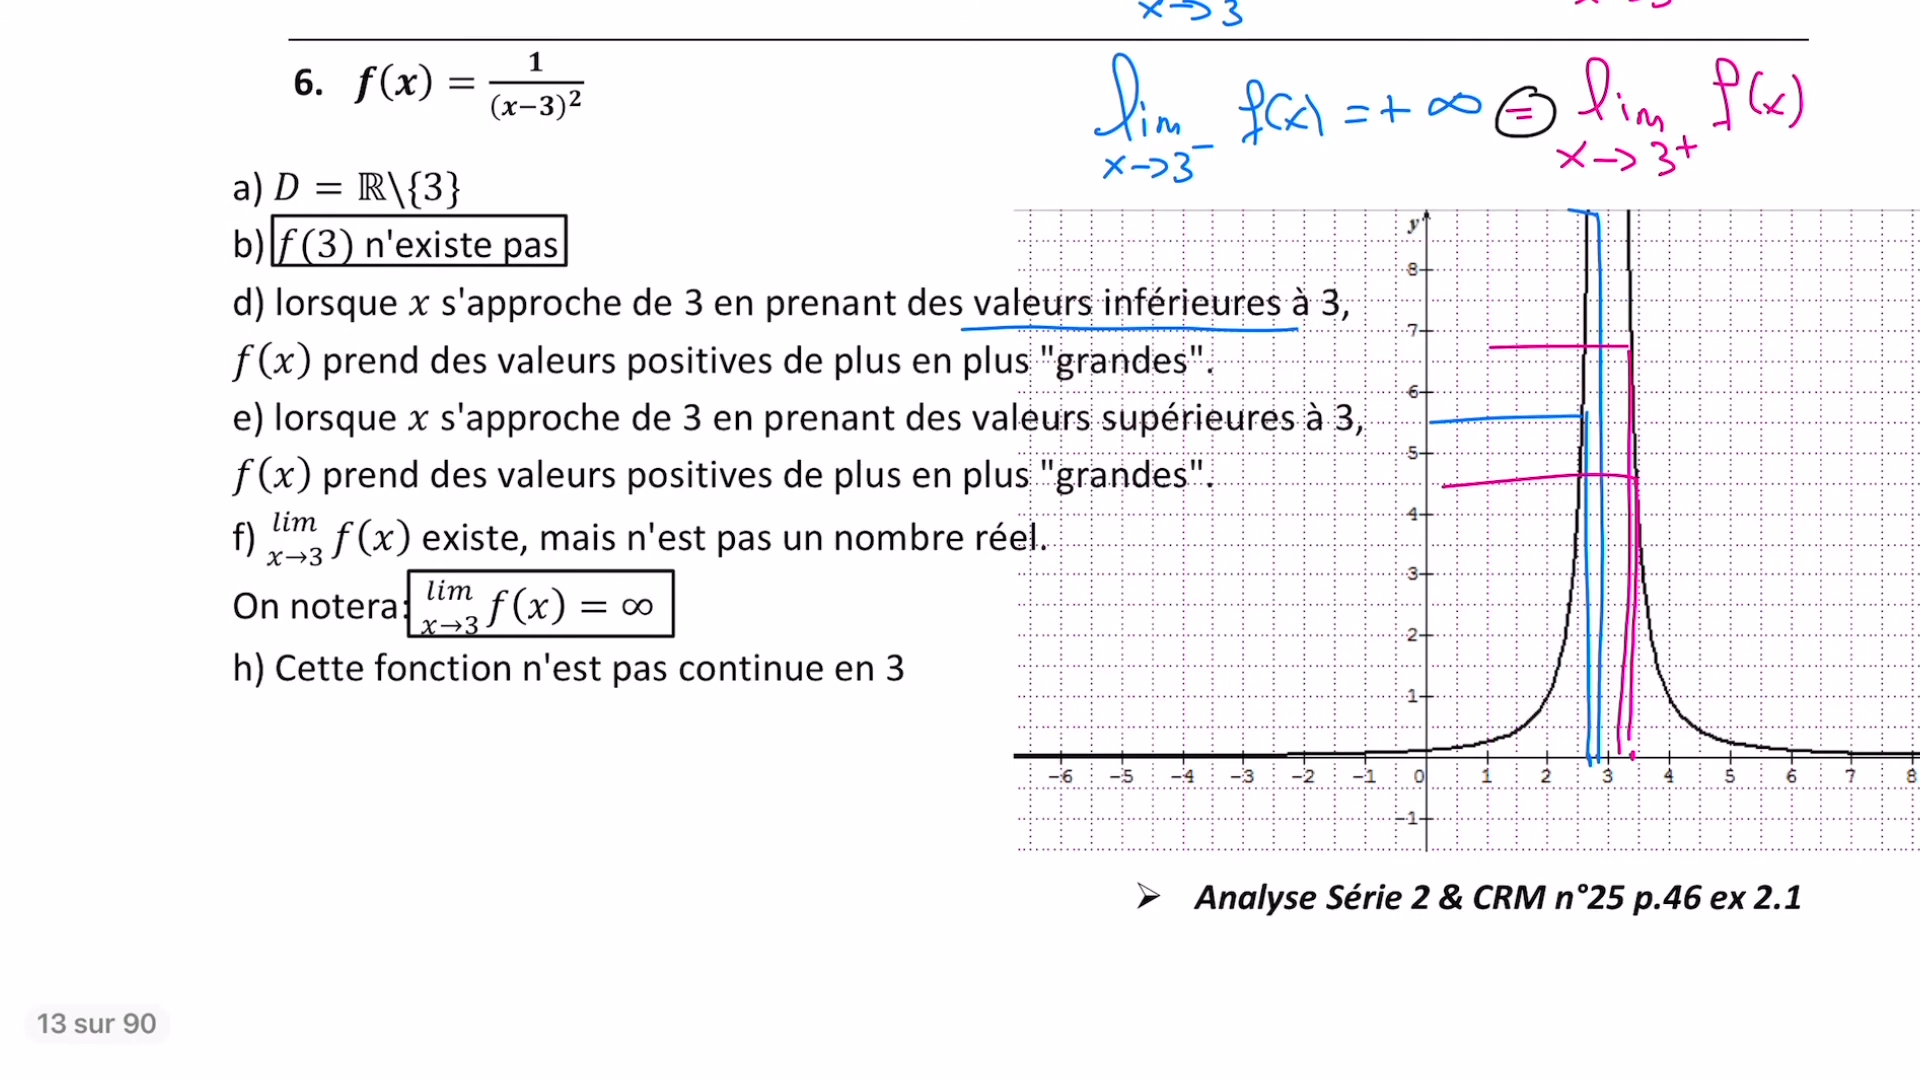 x→3
6. f(x) = 1/(x−3)²
lim x→3⁻ f(x) = + ∞ = lim x→3⁺ f(x)
a) D = ℝ\{3}
b) f(3) n'existe pas
d) lorsque x s'approche de 3 en prenant des valeurs inférieures à 3,
f(x) prend des valeurs positives de plus en plus "grandes".
e) lorsque x s'approche de 3 en prenant des valeurs supérieures à 3,
f(x) prend des valeurs positives de plus en plus "grandes".
f) lim x→3 f(x) existe, mais n'est pas un nombre réel.
On notera: lim x→3 f(x) = ∞
h) Cette fonction n'est pas continue en 3
y
8
7
6
5
4
3
2
1
−6 −5 −4 −3 −2 −1 0 1 2 3 4 5 6 7 8
−1
➢ Analyse Série 2 & CRM n°25 p.46 ex 2.1
13 sur 90